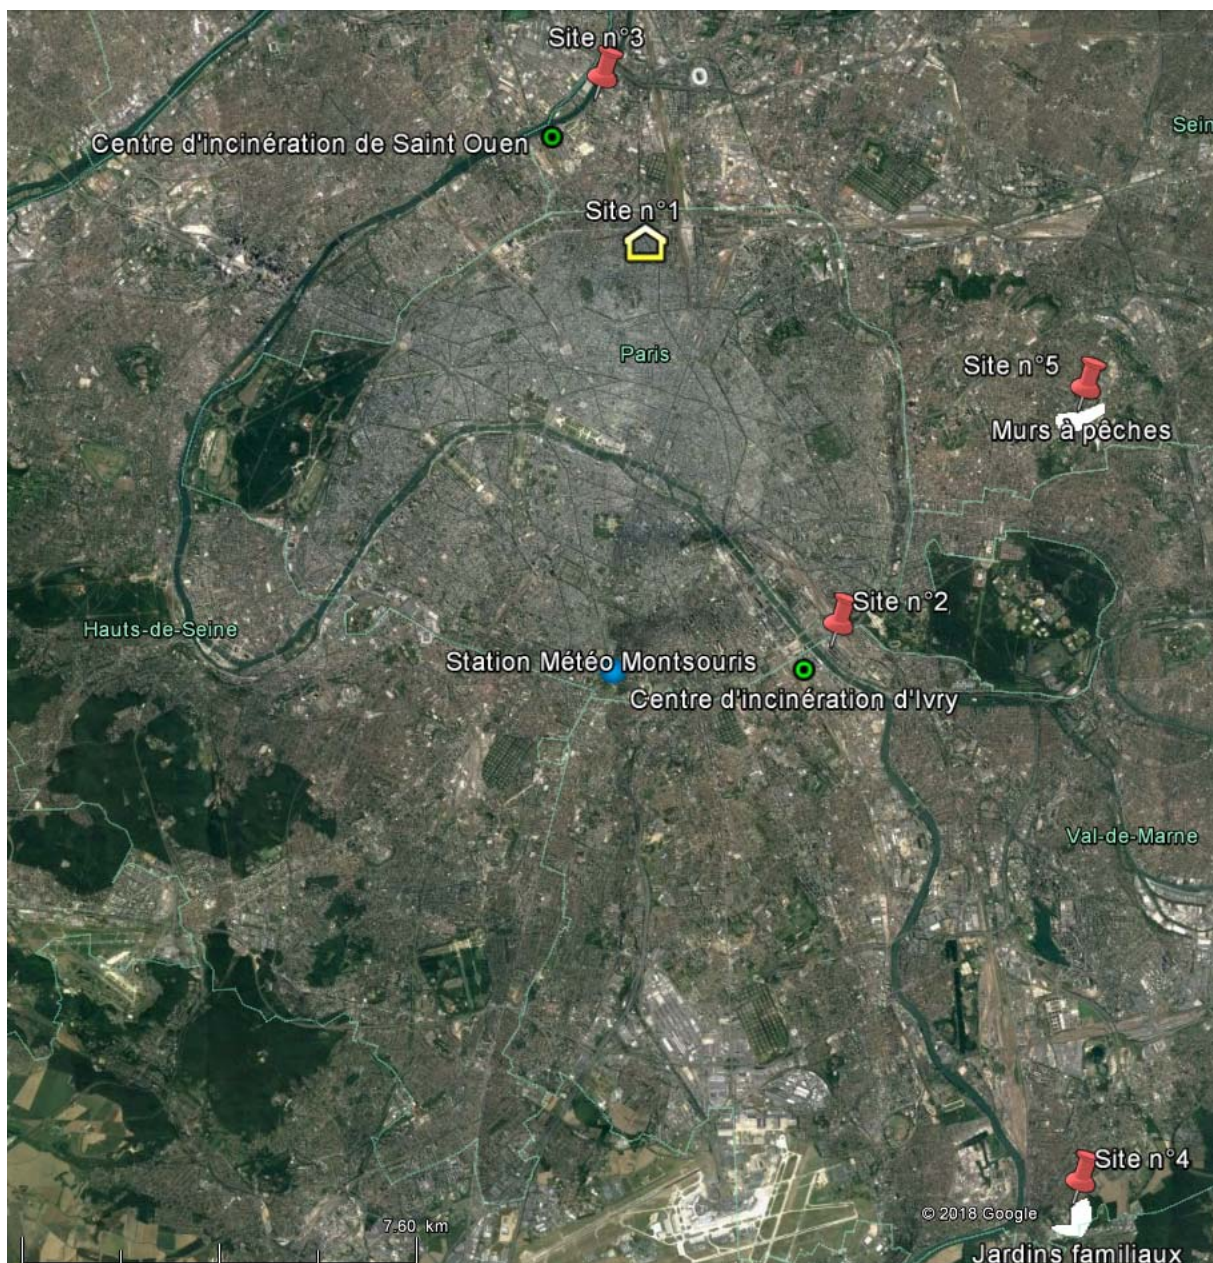 Site n°3
Centre d'incinération de Saint Ouen
Sein
Site n°1
Paris
Site n°5
Murs à pêches
Site n°2
Hauts-de-Seine
Station Météo Montsouris
Centre d'incinération d'Ivry
Val-de-Marne
Site n°4
© 2018 Google
7.60 km
Jardins familiaux